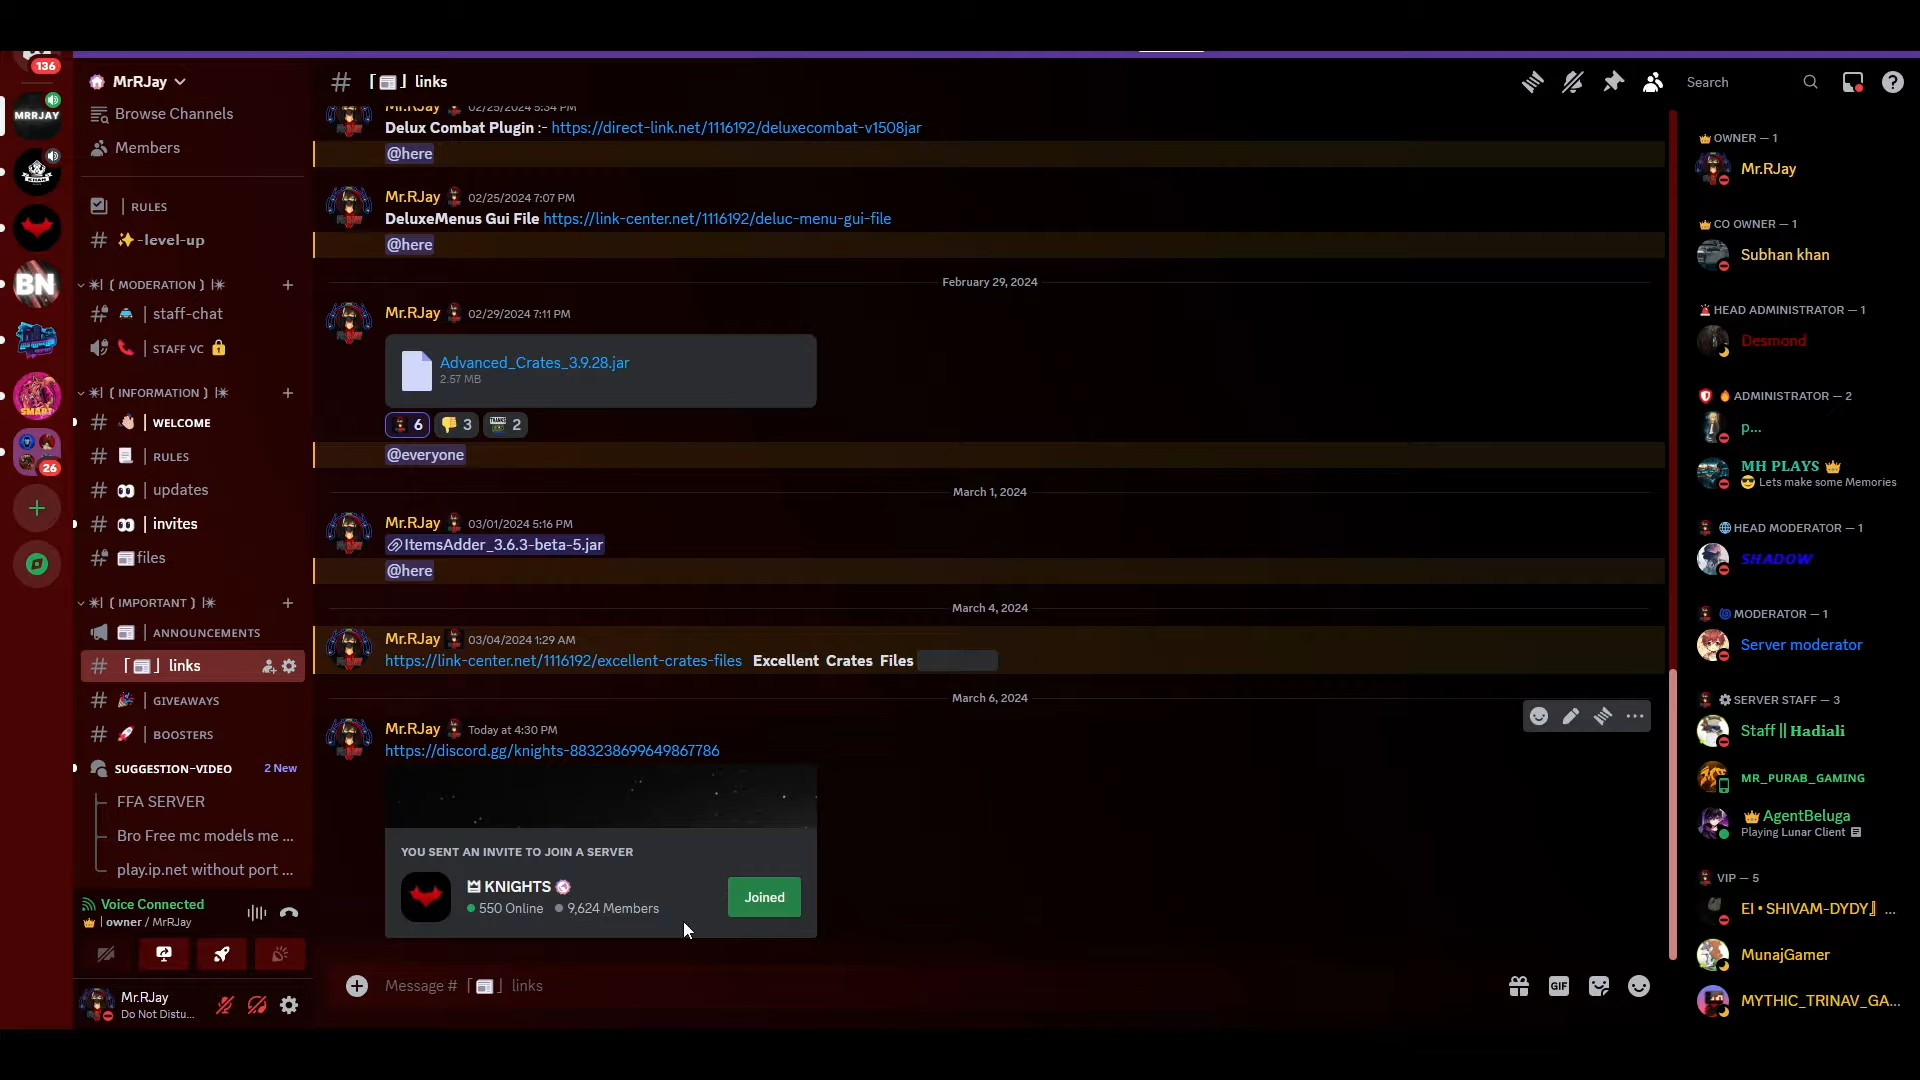 136
MrRJay
MRRJAY
Browse Channels
Members
| RULES
# ✨-level-up
( MODERATION )
| staff-chat
| STAFF VC 🔒
( INFORMATION )
| WELCOME
| RULES
| updates
| invites
files
BN
SMART
26
( IMPORTANT )
| ANNOUNCEMENTS
「📰」 links
| GIVEAWAYS
| BOOSTERS
SUGGESTION-VIDEO 2 New
FFA SERVER
Bro Free mc models me ...
play.ip.net without port ...
Voice Connected
| owner / MrRJay
Mr.RJay
Do Not Distu...
# 「📰」 links
Mr.RJay 02/25/2024 5:34 PM
Delux Combat Plugin :- https://direct-link.net/1116192/deluxecombat-v1508jar
@here
Mr.RJay 02/25/2024 7:07 PM
DeluxeMenus Gui File https://link-center.net/1116192/deluc-menu-gui-file
@here
February 29, 2024
Mr.RJay 02/29/2024 7:11 PM
Advanced_Crates_3.9.28.jar
2.57 MB
6 👎 3 2
@everyone
March 1, 2024
Mr.RJay 03/01/2024 5:16 PM
ItemsAdder_3.6.3-beta-5.jar
@here
March 4, 2024
Mr.RJay 03/04/2024 1:29 AM
https://link-center.net/1116192/excellent-crates-files Excellent Crates Files
March 6, 2024
Mr.RJay Today at 4:30 PM
https://discord.gg/knights-883238699649867786
YOU SENT AN INVITE TO JOIN A SERVER
KNIGHTS
550 Online 9,624 Members
Joined
Message # 「📰」 links
GIF
Search
OWNER — 1
Mr.RJay
CO OWNER — 1
Subhan khan
HEAD ADMINISTRATOR — 1
Desmond
ADMINISTRATOR — 2
p...
MH PLAYS 👑
😎 Lets make some Memories
HEAD MODERATOR — 1
SHADOW
MODERATOR — 1
Server moderator
SERVER STAFF — 3
Staff || Hadiali
MR_PURAB_GAMING
👑 AgentBeluga
Playing Lunar Client
VIP — 5
EI • SHIVAM-DYDY』 ...
MunajGamer
MYTHIC_TRINAV_GA...